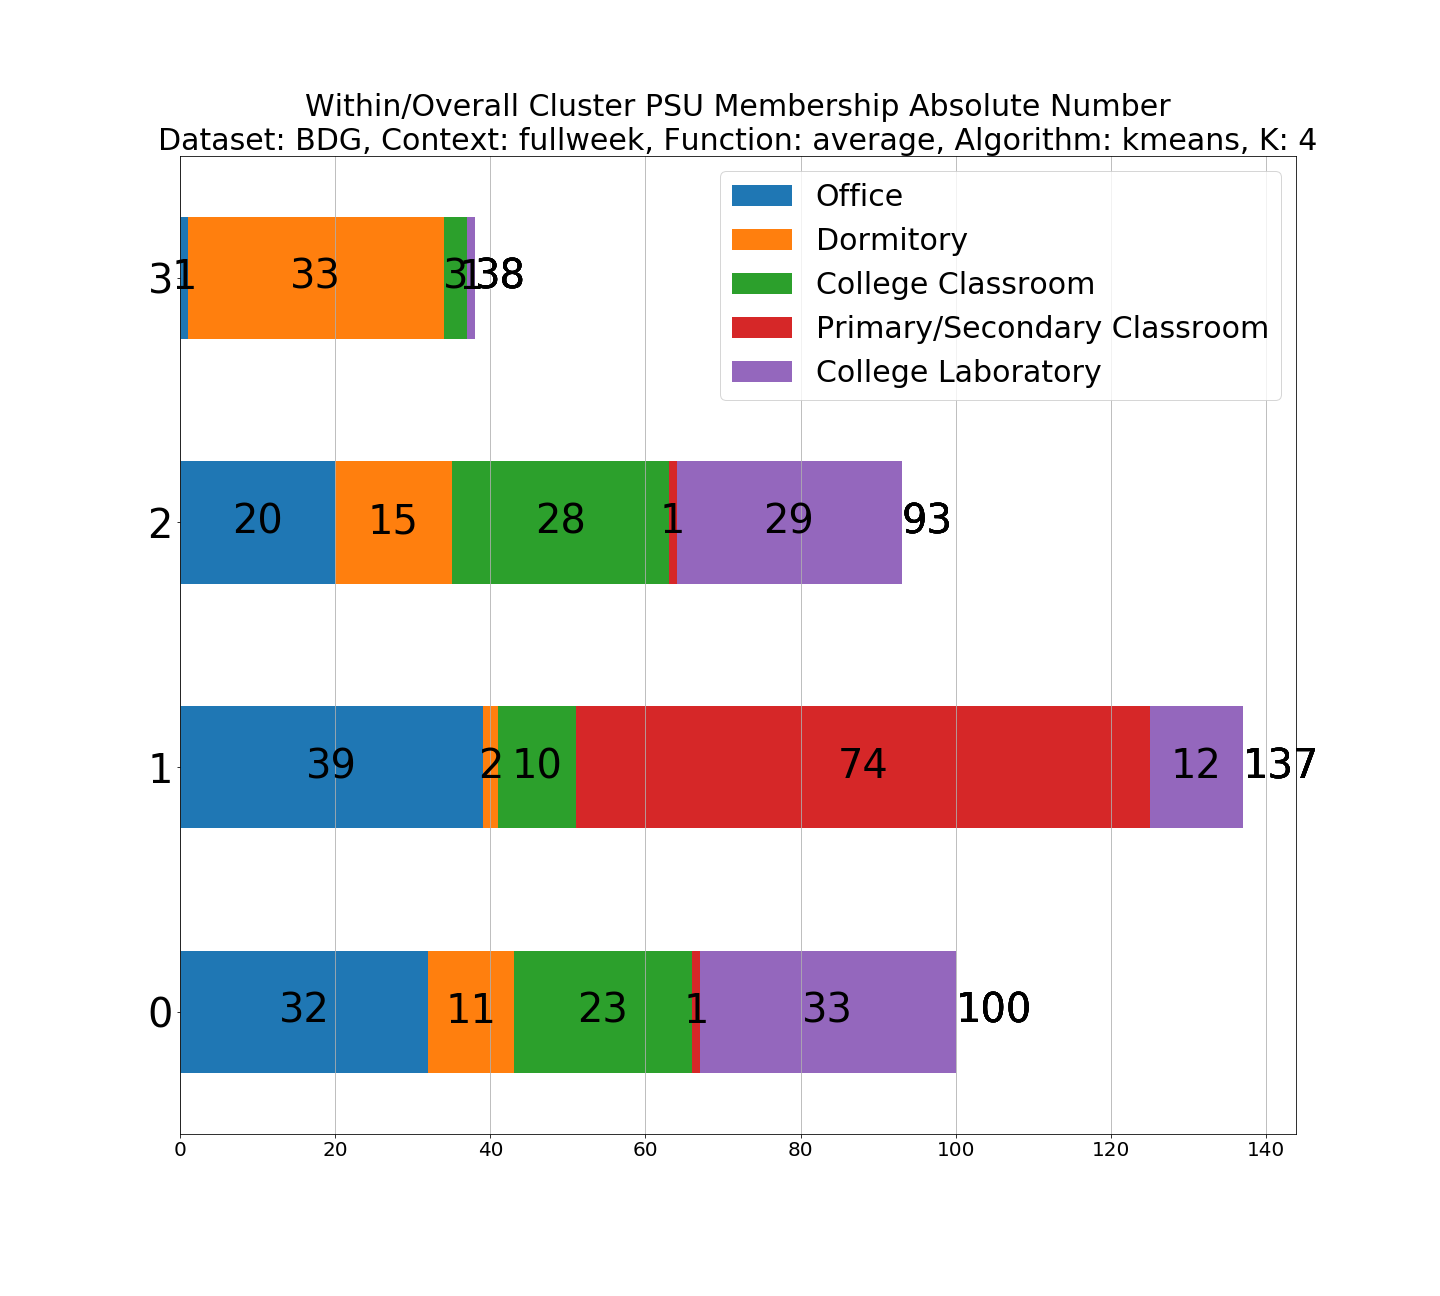 Within/Overall Cluster PSU Membership Absolute Number
Dataset: BDG, Context: fullweek, Function: average, Algorithm: kmeans, K: 4
Office
Dormitory
College Classroom
Primary/Secondary Classroom
College Laboratory
3 1 33 3 1 38
2 20 15 28 1 29 93
1 39 2 10 74 12 137
0 32 11 23 1 33 100
0 20 40 60 80 100 120 140